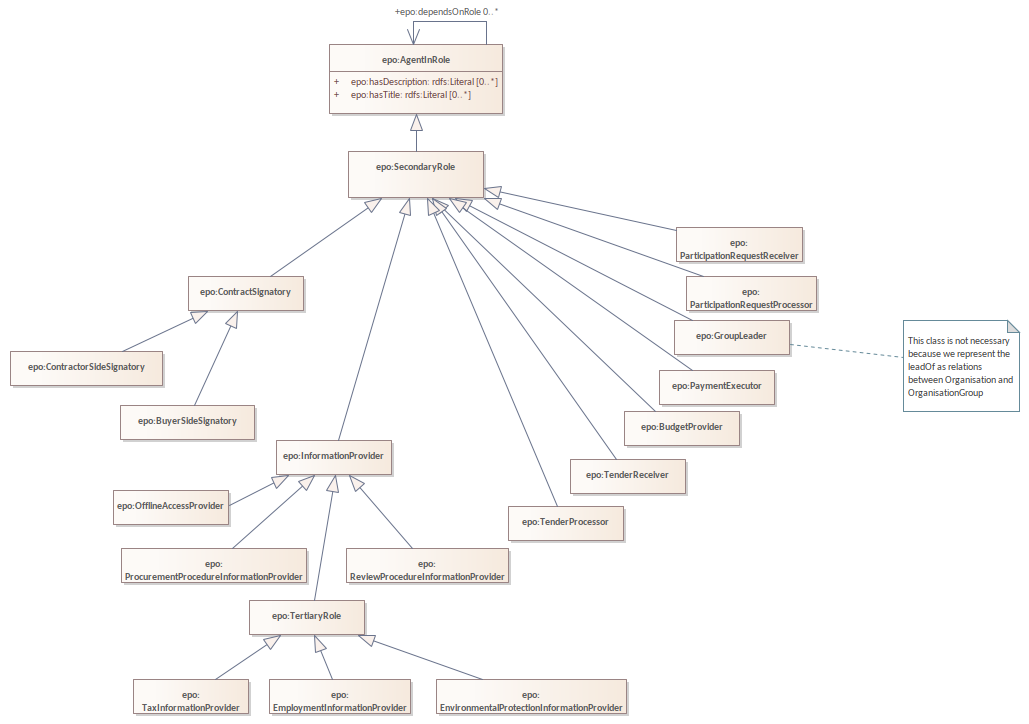 +epo:dependsOnRole 0..*
epo:AgentInRole
+ epo:hasDescription: rdfs:Literal [0..*]
+ epo:hasTitle: rdfs:Literal [0..*]
epo:SecondaryRole
epo:
ParticipationRequestReceiver
epo:
ParticipationRequestProcessor
epo:ContractSignatory
epo:GroupLeader
This class is not necessary
because we represent the
leadOf as relations
between Organisation and
OrganisationGroup
epo:ContractorSideSignatory
epo:PaymentExecutor
epo:BuyerSideSignatory
epo:BudgetProvider
epo:InformationProvider
epo:TenderReceiver
epo:OfflineAccessProvider
epo:TenderProcessor
epo:
ProcurementProcedureInformationProvider
epo:
ReviewProcedureInformationProvider
epo:TertiaryRole
epo:
TaxInformationProvider
epo:
EmploymentInformationProvider
epo:
EnvironmentalProtectionInformationProvider